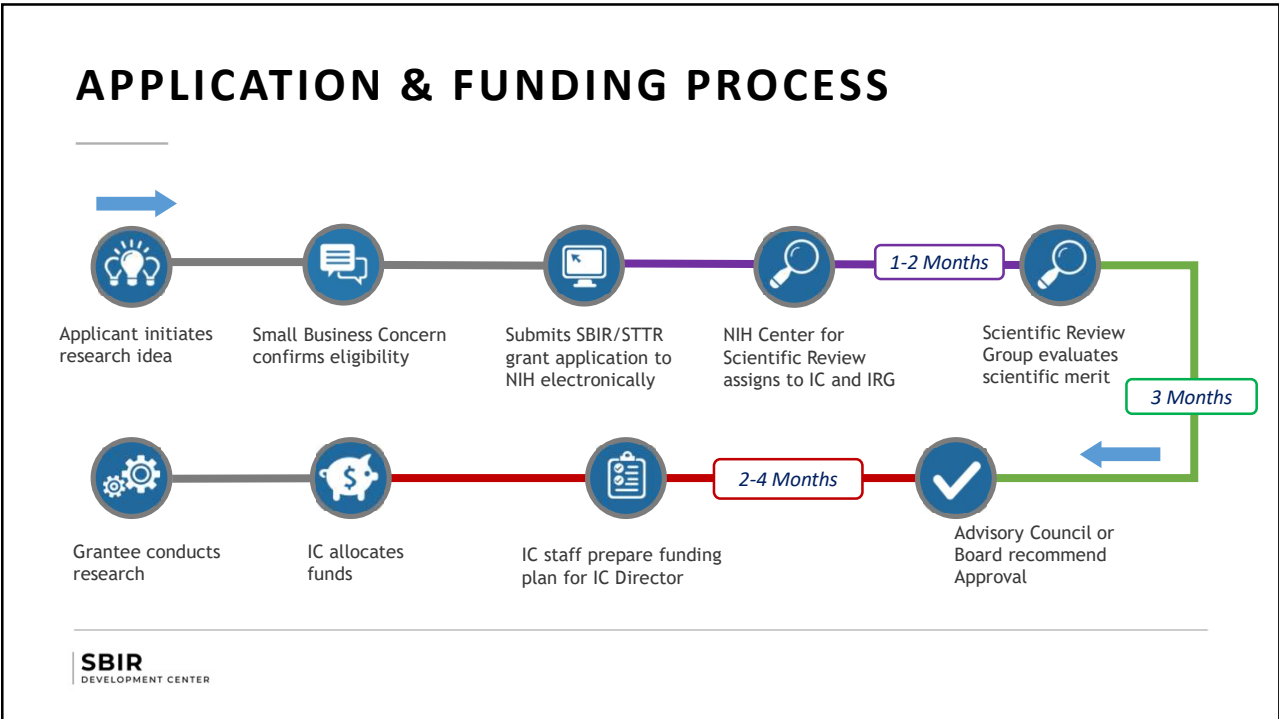 APPLICATION & FUNDING PROCESS
1-2 Months
Applicant initiates
research idea
Small Business Concern
confirms eligibility
Submits SBIR/STTR
grant application to
NIH electronically
NIH Center for
Scientific Review
assigns to IC and IRG
Scientific Review
Group evaluates
scientific merit
3 Months
2-4 Months
$
Advisory Council or
Board recommend
Approval
IC staff prepare funding
plan for IC Director
IC allocates
funds
Grantee conducts
research
SBIR
DEVELOPMENT CENTER